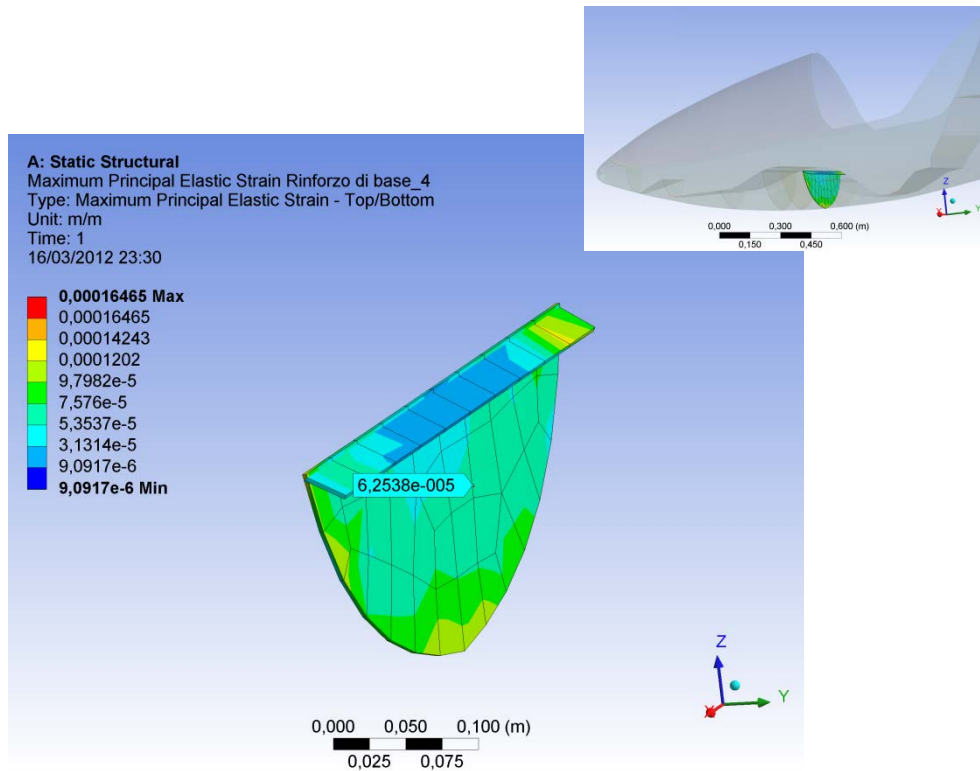 Z
Y
X
0,000 0,300 0,600 (m)
0,150 0,450
A: Static Structural
Maximum Principal Elastic Strain Rinforzo di base_4
Type: Maximum Principal Elastic Strain - Top/Bottom
Unit: m/m
Time: 1
16/03/2012 23:30
0,00016465 Max
0,00016465
0,00014243
0,0001202
9,7982e-5
7,576e-5
5,3537e-5
3,1314e-5
9,0917e-6
9,0917e-6 Min
6,2538e-005
Z
Y
X
0,000 0,050 0,100 (m)
0,025 0,075